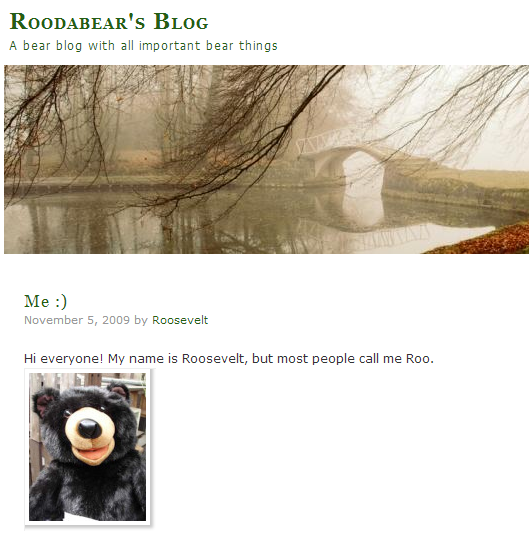 Roodabear's Blog
A bear blog with all important bear things
Me :)
November 5, 2009 by Roosevelt
Hi everyone! My name is Roosevelt, but most people call me Roo.